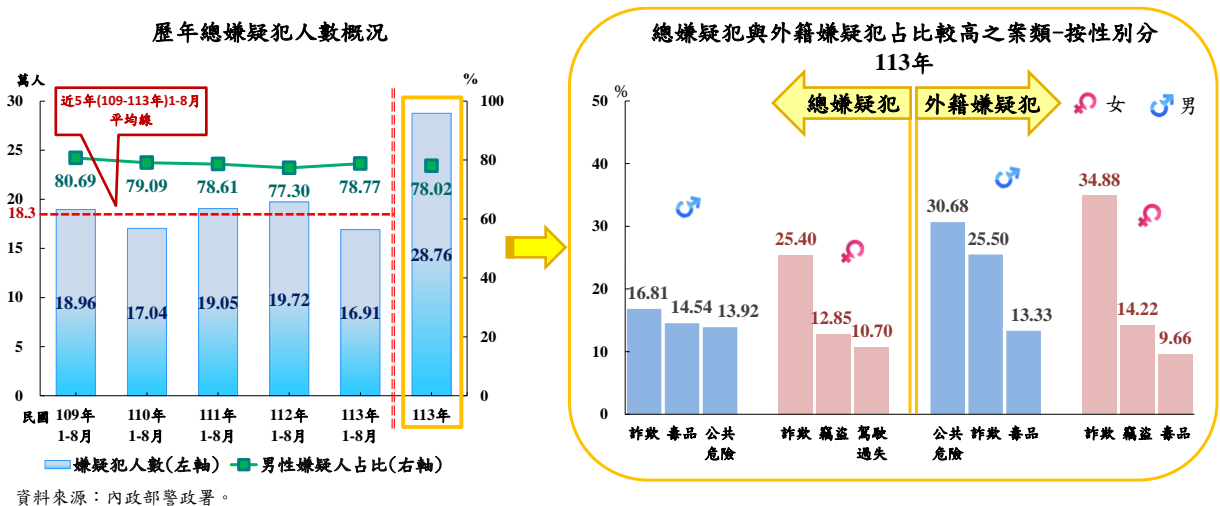 歷年總嫌疑犯人數概況
萬人
%
近5年(109-113年)1-8月
平均線
30
25
20
18.3
15
10
5
0
100
80
60
40
20
0
80.69
79.09
78.61
77.30
78.77
78.02
18.96
17.04
19.05
19.72
16.91
28.76
民國
109年
1-8月
110年
1-8月
111年
1-8月
112年
1-8月
113年
1-8月
113年
嫌疑犯人數(左軸)
男性嫌疑人占比(右軸)
資料來源：內政部警政署。
總嫌疑犯與外籍嫌疑犯占比較高之案類-按性別分
113年
%
總嫌疑犯
外籍嫌疑犯
女
男
50
40
30
20
10
0
16.81
14.54
13.92
25.40
12.85
10.70
30.68
25.50
13.33
34.88
14.22
9.66
詐欺
毒品
公共
危險
詐欺
竊盜
駕駛
過失
公共
危險
詐欺
毒品
詐欺
竊盜
毒品